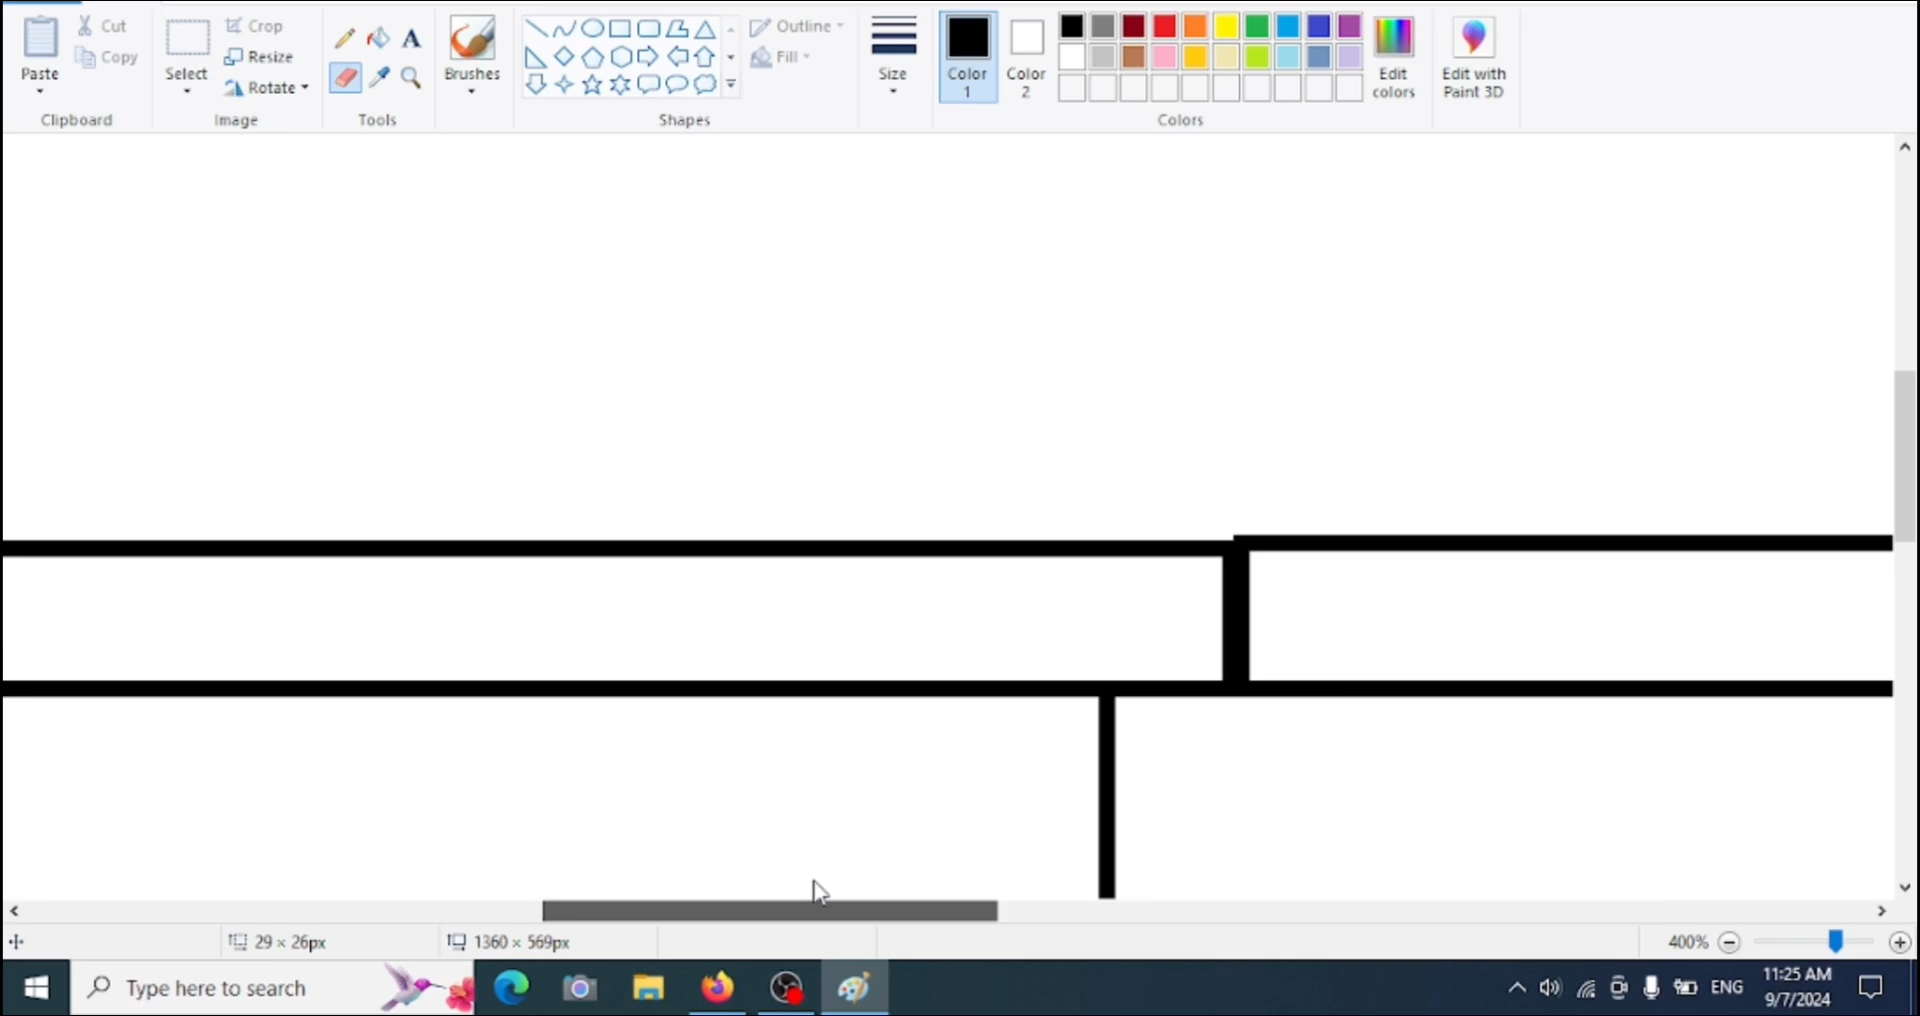 Cut
Crop
Outline
Copy
Resize
Fill
Paste
Select
Rotate
Brushes
Size
Color 1
Color 2
Edit colors
Edit with Paint 3D
Clipboard
Image
Tools
Shapes
Colors
29 × 26px
1360 × 569px
400%
Type here to search
ENG
11:25 AM
9/7/2024